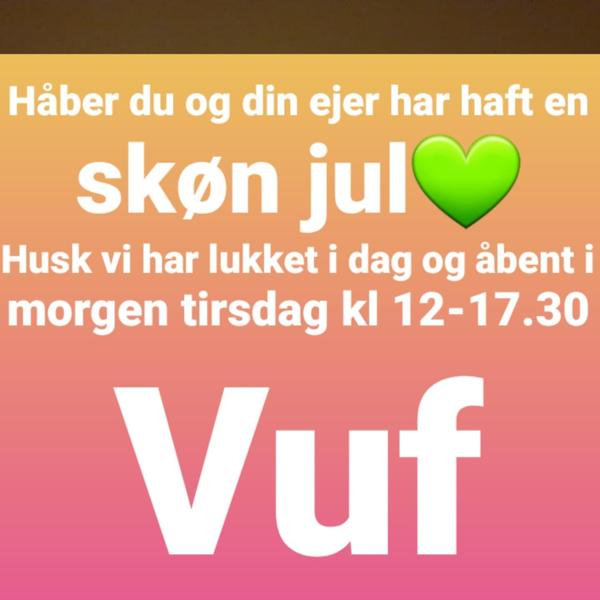 Håber du og din ejer har haft en
skøn jul💚
Husk vi har lukket i dag og åbent i
morgen tirsdag kl 12-17.30
Vuf